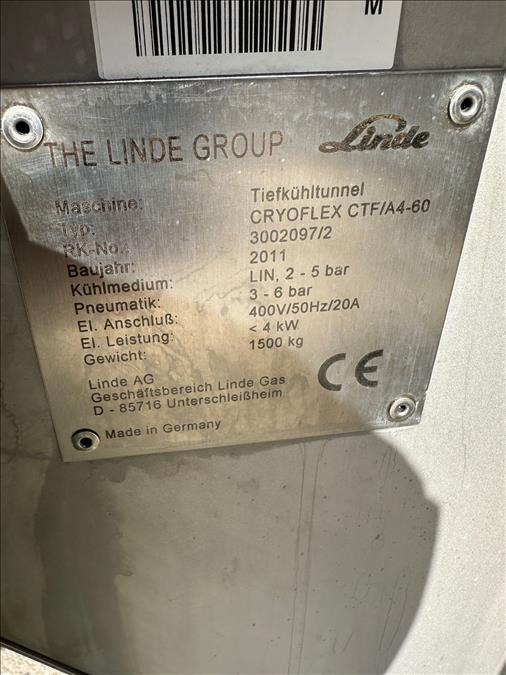 M
THE LINDE GROUP Linde
Maschine: Tiefkühltunnel
Typ: CRYOFLEX CTF/A4-60
RK-No.: 3002097/2
Baujahr: 2011
Kühlmedium: LIN, 2 - 5 bar
Pneumatik: 3 - 6 bar
El. Anschluß: 400V/50Hz/20A
El. Leistung: < 4 kW
Gewicht: 1500 kg
Linde AG
Geschäftsbereich Linde Gas
D - 85716 Unterschleißheim
CE
Made in Germany